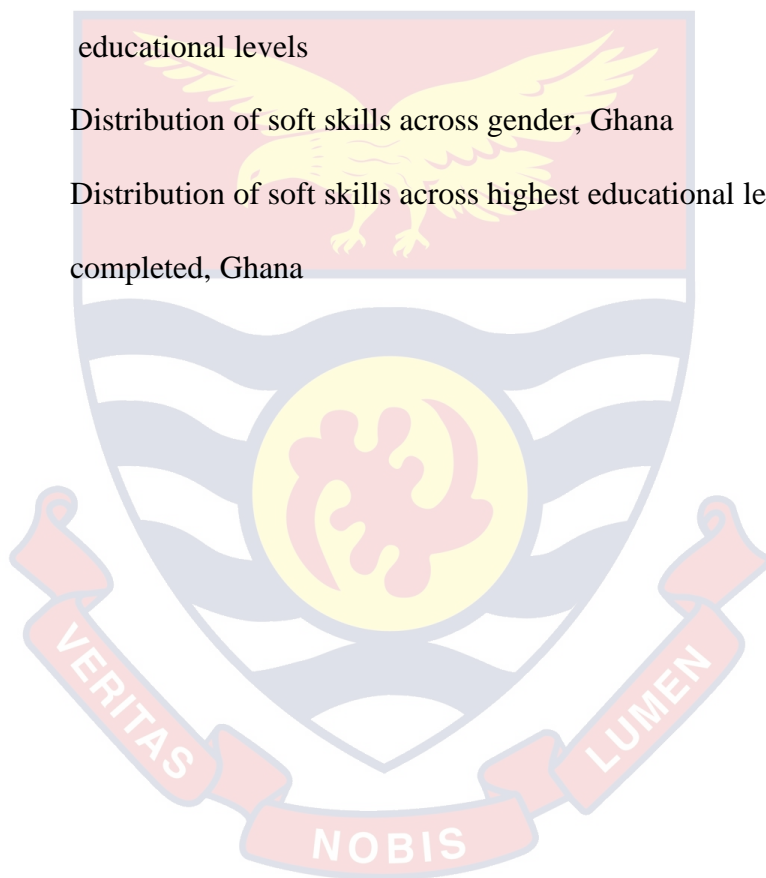 educational levels
Distribution of soft skills across gender, Ghana
Distribution of soft skills across highest educational le
completed, Ghana
VERITAS
NOBIS
LUMEN